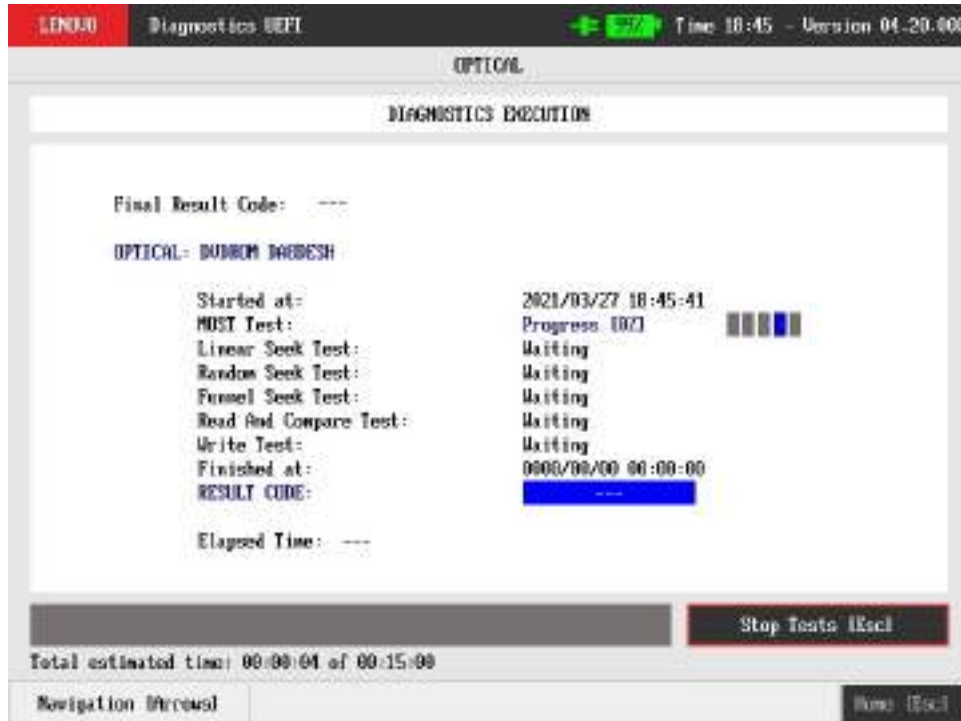 LENOVO Diagnostics UEFI 99% Time 18:45 - Version 04.20.000
OPTICAL
DIAGNOSTICS EXECUTION
Final Result Code: ---
OPTICAL: DVDROM
Started at: 2021/03/27 18:45:41
MOST Test: Progress [0%]
Linear Seek Test: Waiting
Random Seek Test: Waiting
Funnel Seek Test: Waiting
Read And Compare Test: Waiting
Write Test: Waiting
Finished at: 0000/00/00 00:00:00
RESULT CODE: ---
Elapsed Time: ---
Stop Tests [Esc]
Total estimated time: 00:00:04 of 00:15:00
Navigation [Arrows] Home [Esc]